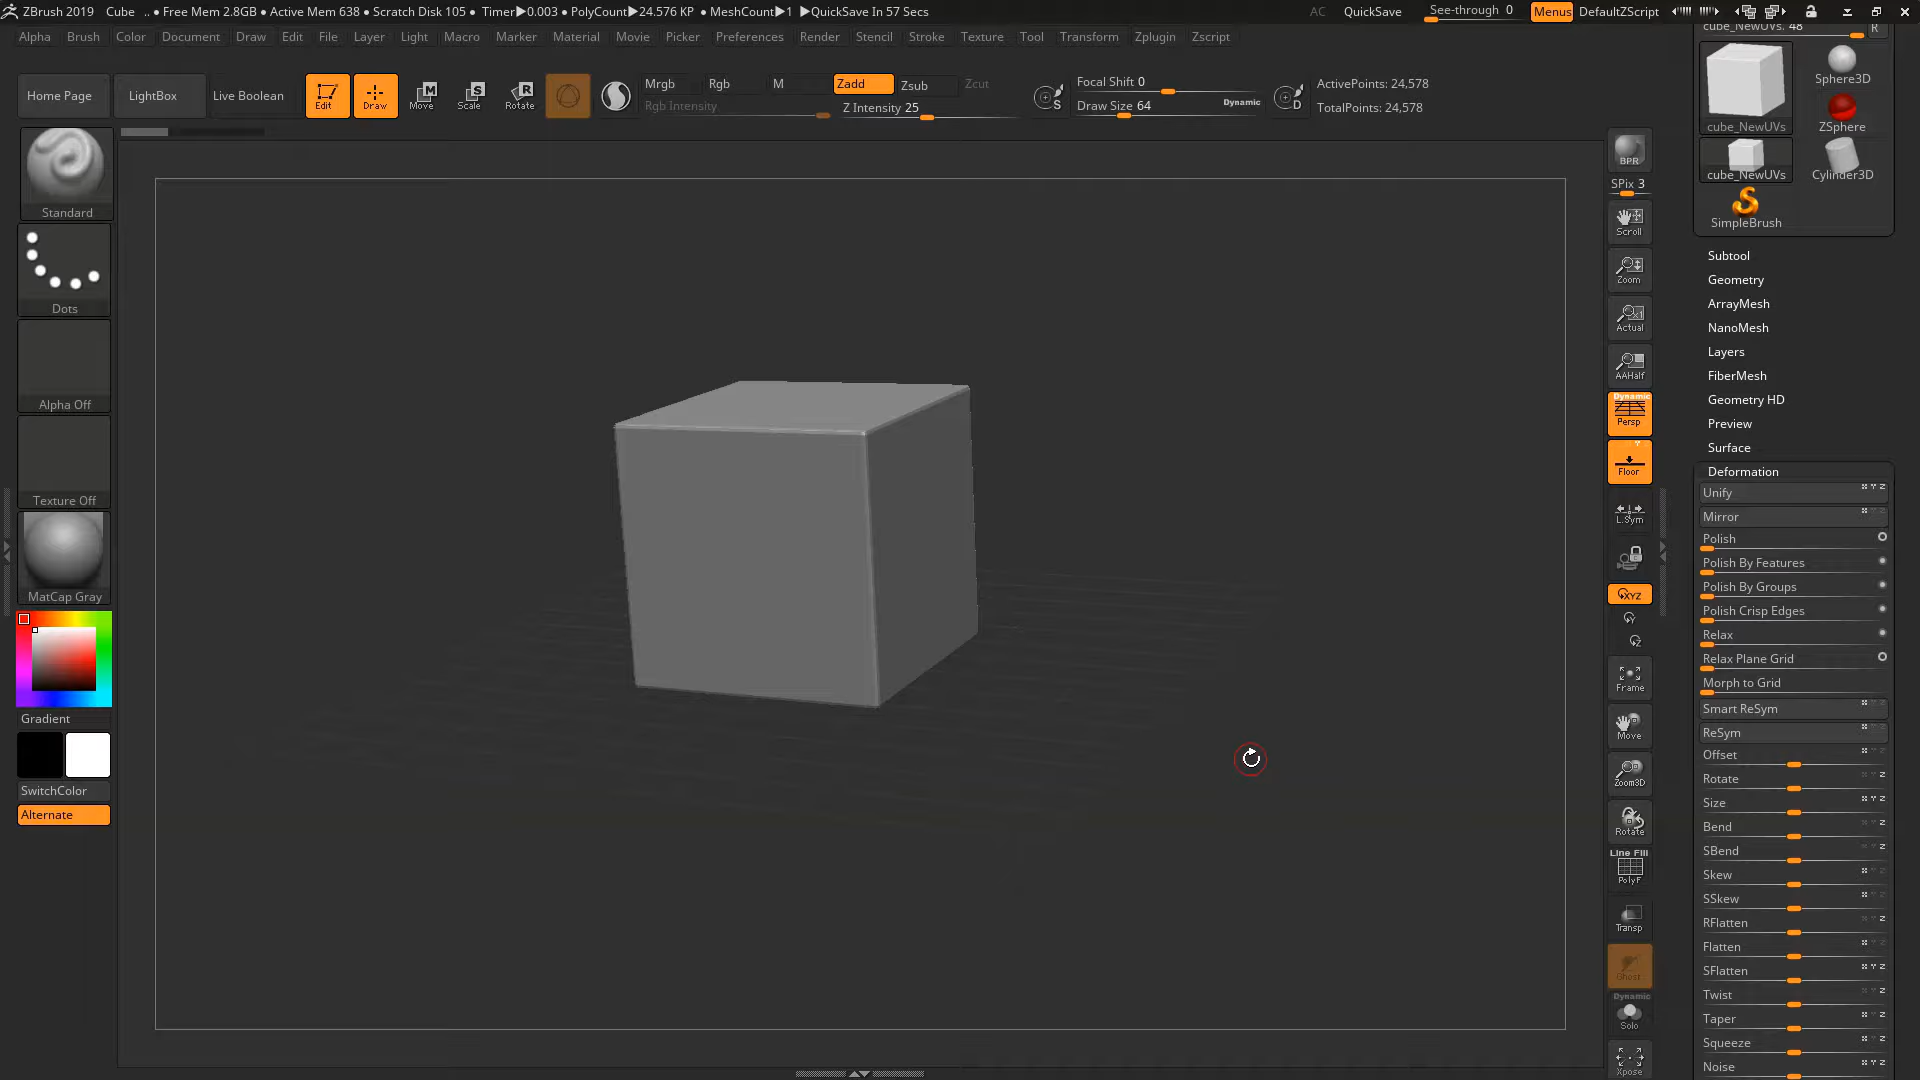 ZBrush 2019 Cube .. • Free Mem 2.8GB • Active Mem 638 • Scratch Disk 105 • Timer▶0.003 • PolyCount▶24.576 KP • MeshCount▶1 ▶QuickSave In 57 Secs AC QuickSave See-through 0 Menus DefaultZScript
Alpha Brush Color Document Draw Edit File Layer Light Macro Marker Material Movie Picker Preferences Render Stencil Stroke Texture Tool Transform Zplugin Zscript
Home Page LightBox Live Boolean Edit Draw Move Scale Rotate
Mrgb Rgb M Zadd Zsub Zcut
Rgb Intensity Z Intensity 25
Focal Shift 0
Draw Size 64 Dynamic
S
D
ActivePoints: 24,578
TotalPoints: 24,578
Standard
Dots
Alpha Off
Texture Off
MatCap Gray
Gradient
SwitchColor
Alternate
BPR
SPix 3
Scroll
Zoom
Actual
AAHalf
Dynamic
Persp
Floor
L.Sym
XYZ
Y
Z
Frame
Move
Zoom3D
Rotate
Line Fill
PolyF
Transp
Ghost
Dynamic
Solo
Xpose
cube_NewUVs. 48 R
cube_NewUVs
Sphere3D
ZSphere
cube_NewUVs
Cylinder3D
SimpleBrush
Subtool
Geometry
ArrayMesh
NanoMesh
Layers
FiberMesh
Geometry HD
Preview
Surface
Deformation
Unify
Mirror
Polish
Polish By Features
Polish By Groups
Polish Crisp Edges
Relax
Relax Plane Grid
Morph to Grid
Smart ReSym
ReSym
Offset
Rotate
Size
Bend
SBend
Skew
SSkew
RFlatten
Flatten
SFlatten
Twist
Taper
Squeeze
Noise